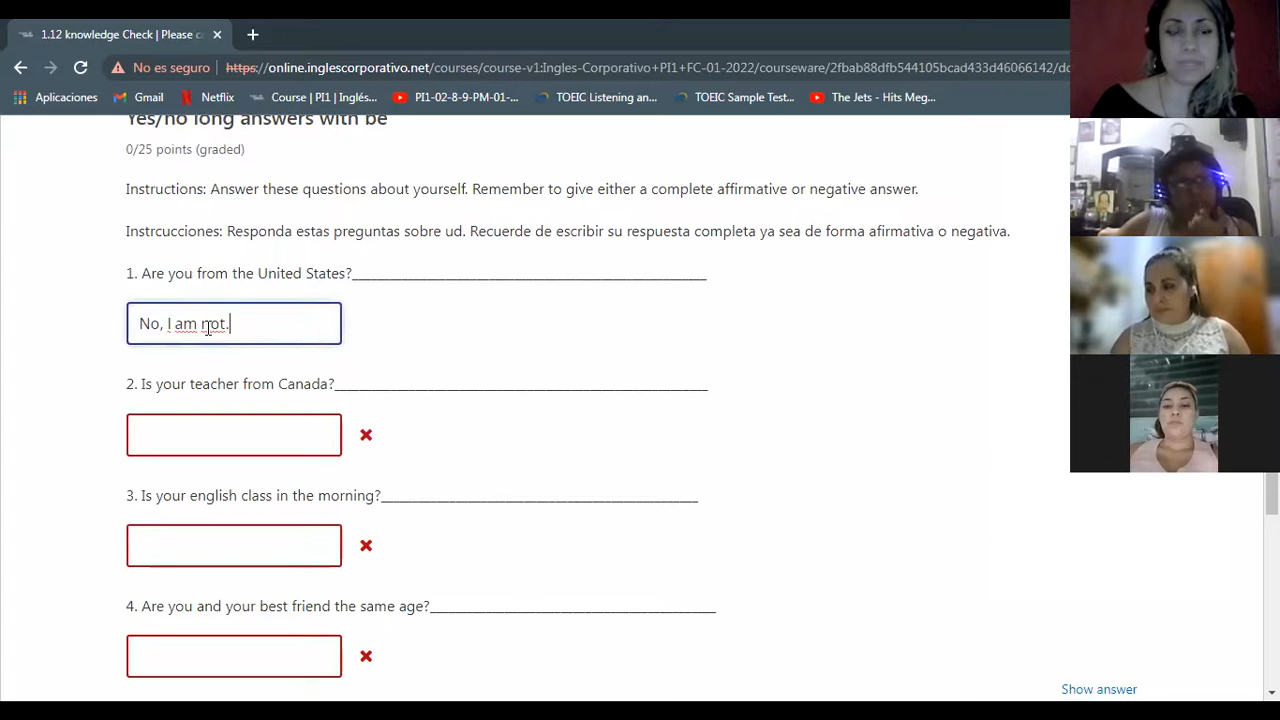 1.12 knowledge Check | Please c
No es seguro
https://online.inglescorporativo.net/courses/course-v1:Ingles-Corporativo+PI1+FC-01-2022/courseware/2fbab88dfb544105bcad433d46066142/dc
Aplicaciones
Gmail
Netflix
Course | PI1 | Inglés...
PI1-02-8-9-PM-01-...
TOEIC Listening an...
TOEIC Sample Test...
The Jets - Hits Meg...
Yes/no long answers with be
0/25 points (graded)
Instructions: Answer these questions about yourself. Remember to give either a complete affirmative or negative answer.
Instrucciones: Responda estas preguntas sobre ud. Recuerde de escribir su respuesta completa ya sea de forma afirmativa o negativa.
1. Are you from the United States?
No, I am not.
2. Is your teacher from Canada?
3. Is your english class in the morning?
4. Are you and your best friend the same age?
Show answer